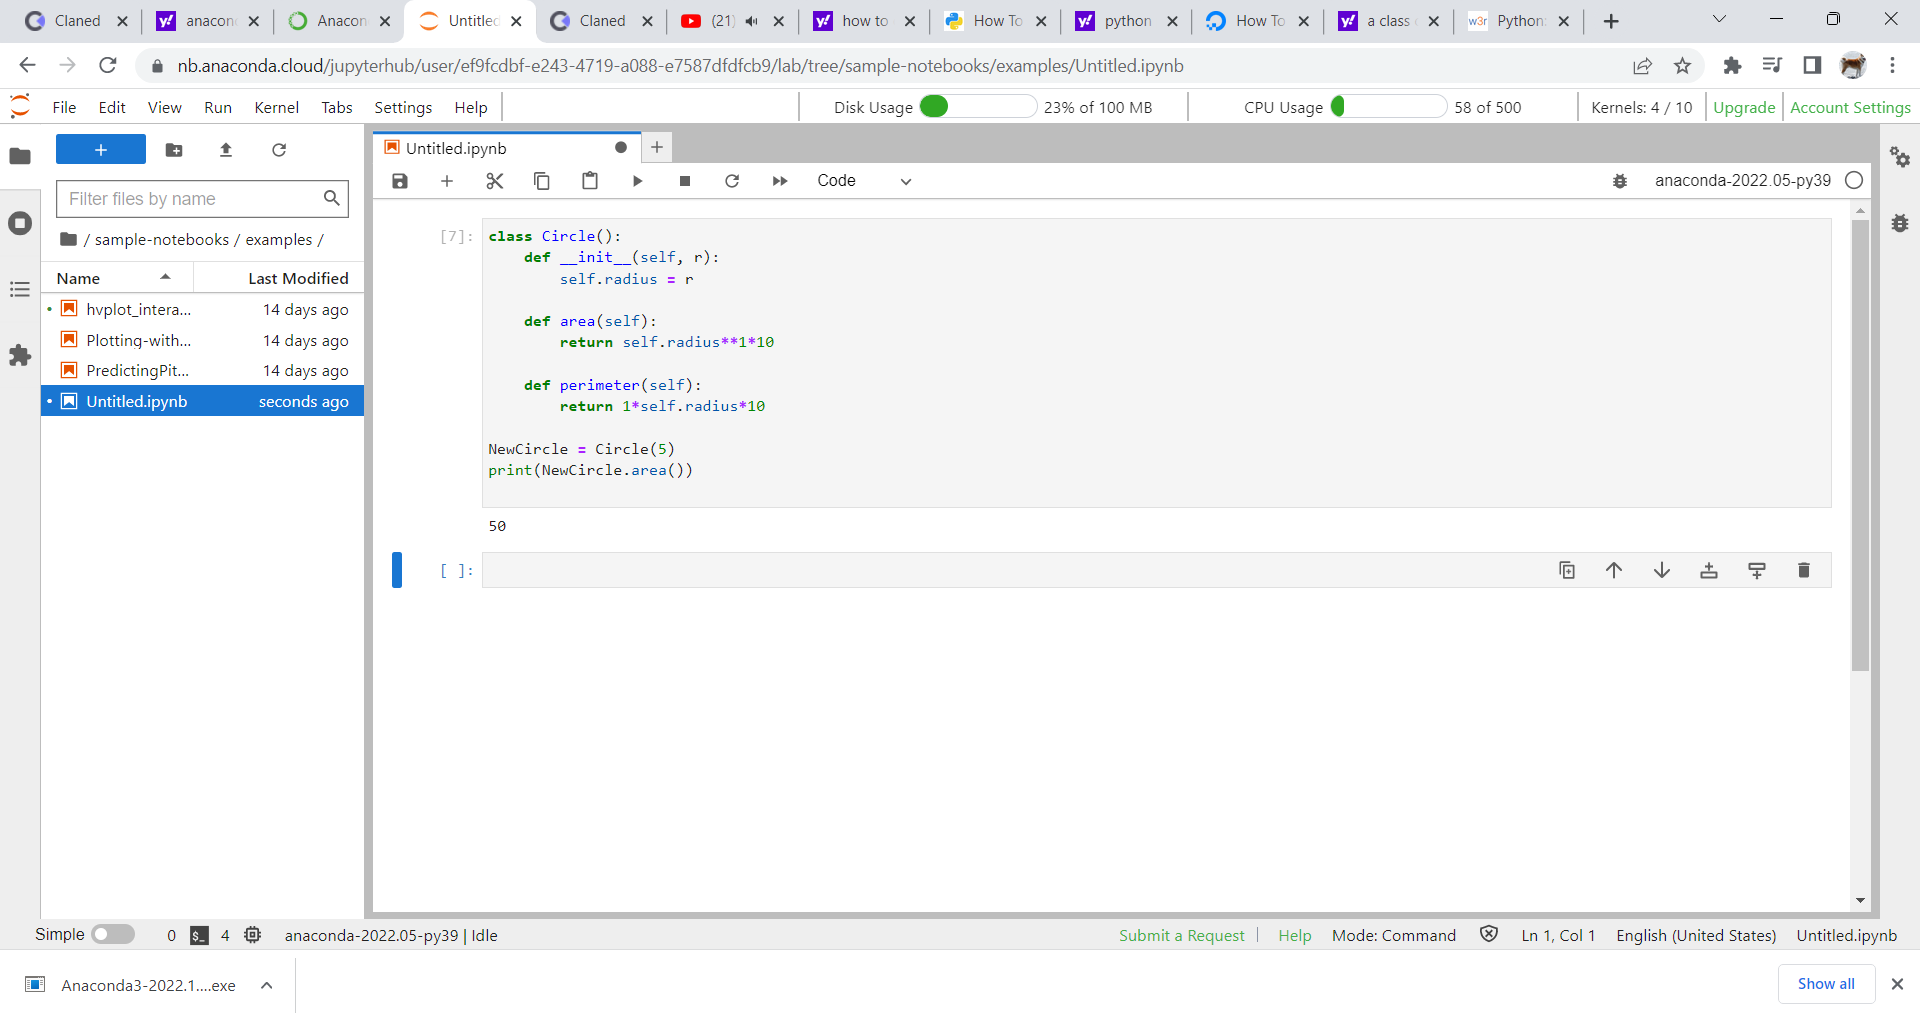 Claned
anacon
Anacon
Untitled
Claned
(21)
how to
How To
python
How To
a class
w3r Python:
nb.anaconda.cloud/jupyterhub/user/ef9fcdbf-e243-4719-a088-e7587dfdfcb9/lab/tree/sample-notebooks/examples/Untitled.ipynb
File Edit View Run Kernel Tabs Settings Help
Disk Usage 23% of 100 MB
CPU Usage 58 of 500
Kernels: 4 / 10
Upgrade
Account Settings
Filter files by name
/ sample-notebooks / examples /
Name Last Modified
hvplot_intera... 14 days ago
Plotting-with... 14 days ago
PredictingPit... 14 days ago
Untitled.ipynb seconds ago
Untitled.ipynb
Code
anaconda-2022.05-py39
[7]:
class Circle():
    def __init__(self, r):
        self.radius = r
    def area(self):
        return self.radius**1*10
    def perimeter(self):
        return 1*self.radius*10
NewCircle = Circle(5)
print(NewCircle.area())
50
[ ]:
Simple 0 $_ 4 anaconda-2022.05-py39 | Idle
Submit a Request Help Mode: Command Ln 1, Col 1 English (United States) Untitled.ipynb
Anaconda3-2022.1....exe
Show all